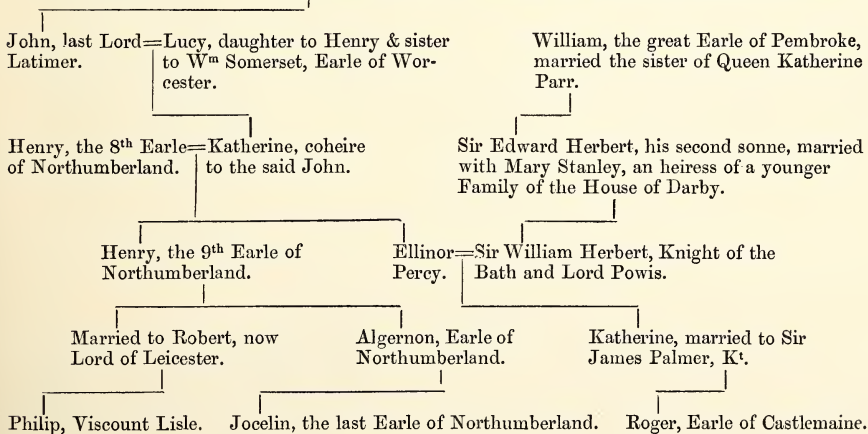 John, last Lord=Lucy, daughter to Henry & sister
Latimer. to Wᵐ Somerset, Earle of Wor-
cester.
William, the great Earle of Pembroke,
married the sister of Queen Katherine
Parr.
Henry, the 8ᵗʰ Earle=Katherine, coheire
of Northumberland. to the said John.
Sir Edward Herbert, his second sonne, married
with Mary Stanley, an heiress of a younger
Family of the House of Darby.
Henry, the 9ᵗʰ Earle of
Northumberland.
Ellinor=Sir William Herbert, Knight of the
Percy. Bath and Lord Powis.
Married to Robert, now
Lord of Leicester.
Algernon, Earle of
Northumberland.
Katherine, married to Sir
James Palmer, Kᵗ.
Philip, Viscount Lisle.
Jocelin, the last Earle of Northumberland.
Roger, Earle of Castlemaine.